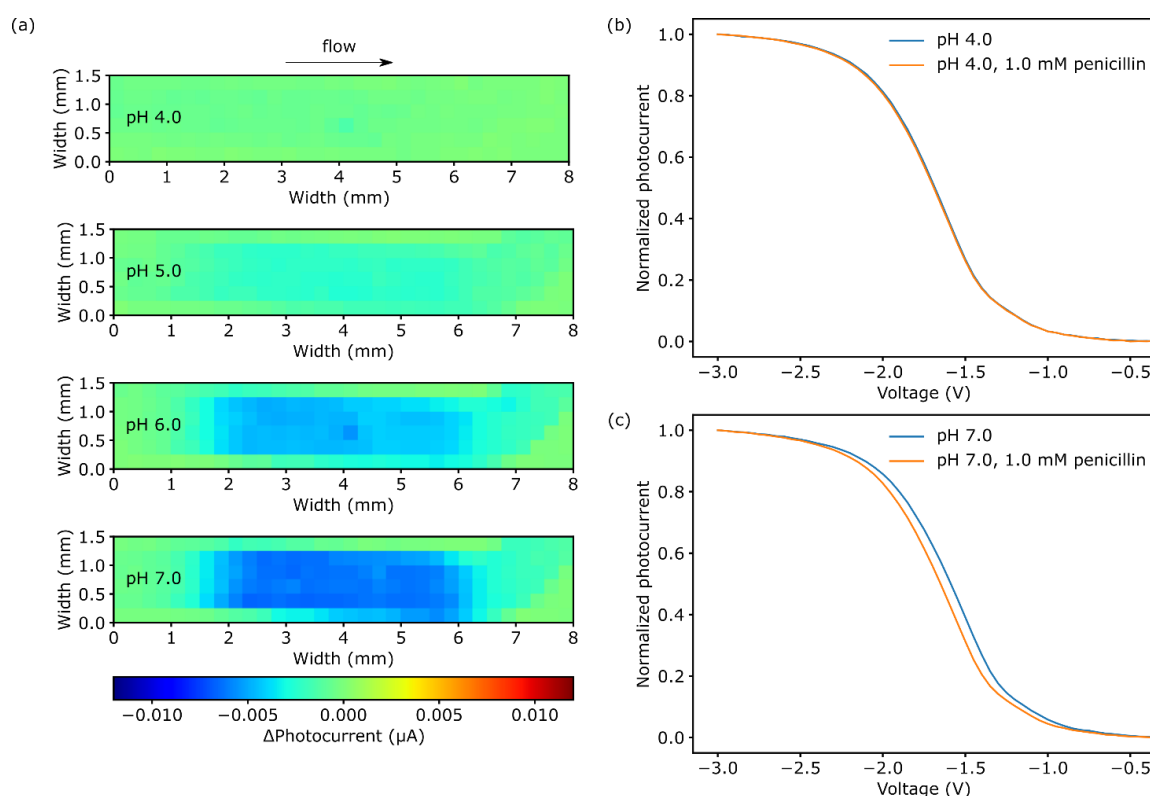 (a)
flow
1.5
1.0
0.5
0.0
Width (mm)
pH 4.0
0 1 2 3 4 5 6 7 8
Width (mm)
1.5
1.0
0.5
0.0
Width (mm)
pH 5.0
0 1 2 3 4 5 6 7 8
Width (mm)
1.5
1.0
0.5
0.0
Width (mm)
pH 6.0
0 1 2 3 4 5 6 7 8
Width (mm)
1.5
1.0
0.5
0.0
Width (mm)
pH 7.0
0 1 2 3 4 5 6 7 8
Width (mm)
−0.010 −0.005 0.000 0.005 0.010
ΔPhotocurrent (µA)
(b)
pH 4.0
pH 4.0, 1.0 mM penicillin
1.0
0.8
0.6
0.4
0.2
0.0
Normalized photocurrent
−3.0 −2.5 −2.0 −1.5 −1.0 −0.5
Voltage (V)
(c)
pH 7.0
pH 7.0, 1.0 mM penicillin
1.0
0.8
0.6
0.4
0.2
0.0
Normalized photocurrent
−3.0 −2.5 −2.0 −1.5 −1.0 −0.5
Voltage (V)